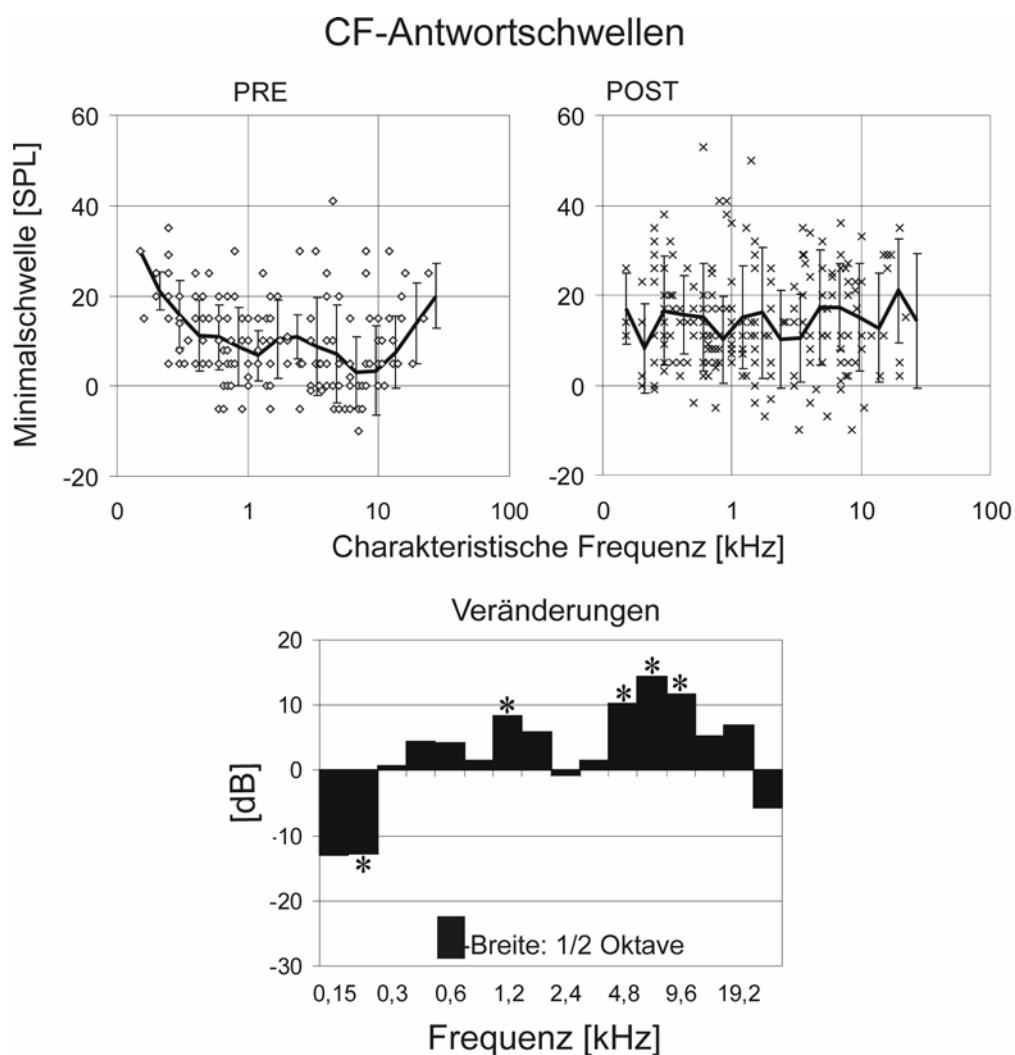 CF-Antwortschwellen
PRE
POST
Minimalschwelle [SPL]
60
40
20
0
-20
0
1
10
100
60
40
20
0
-20
0
1
10
100
Charakteristische Frequenz [kHz]
Veränderungen
[dB]
20
10
0
-10
-20
-30
* * * * *
-Breite: 1/2 Oktave
0,15 0,3 0,6 1,2 2,4 4,8 9,6 19,2
Frequenz [kHz]